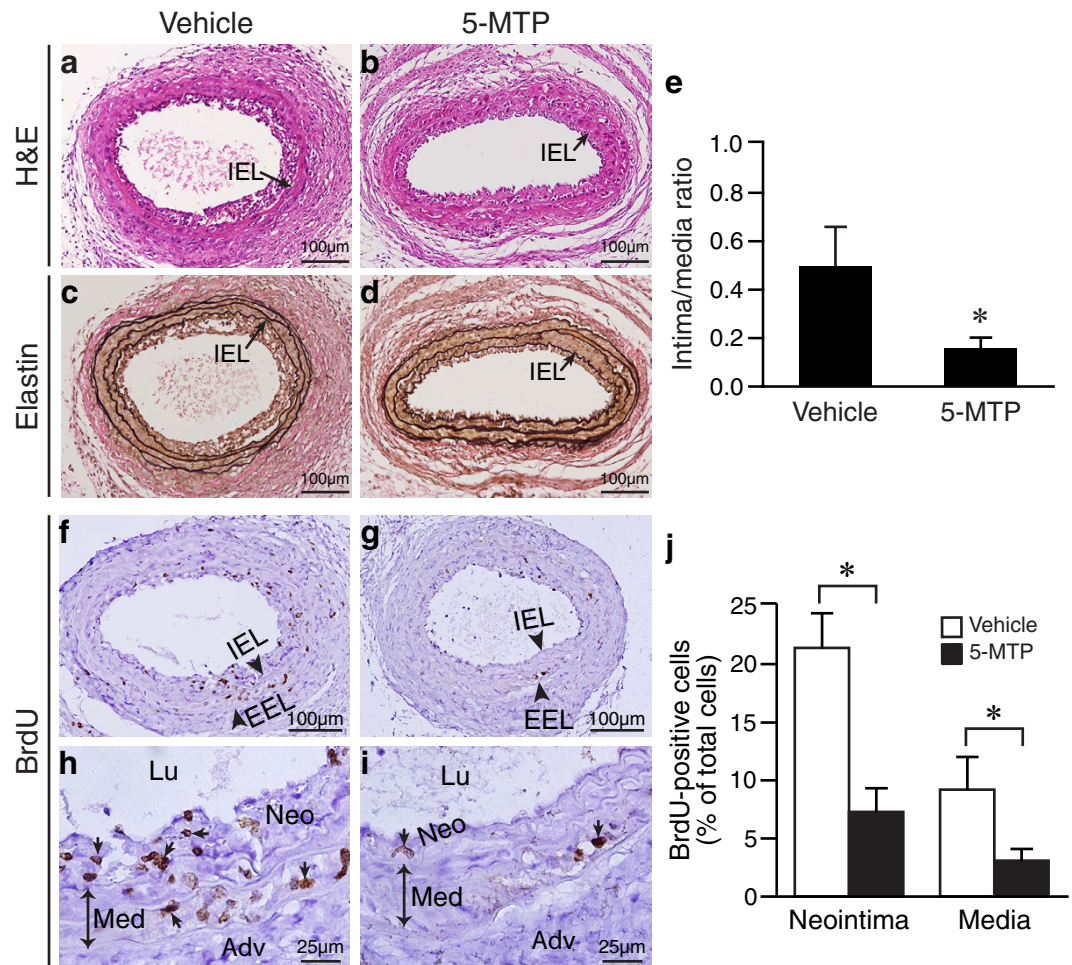 Vehicle
5-MTP
H&E
a
IEL
100μm
b
IEL
100μm
Elastin
c
IEL
100μm
d
IEL
100μm
e
Intima/media ratio
1.0
0.8
0.6
0.4
0.2
0.0
*
Vehicle
5-MTP
BrdU
f
IEL
EEL
100μm
g
IEL
EEL
100μm
h
Lu
Neo
Med
Adv
25μm
i
Lu
Neo
Med
Adv
25μm
j
BrdU-positive cells
(% of total cells)
25
20
15
10
5
0
*
*
Vehicle
5-MTP
Neointima
Media